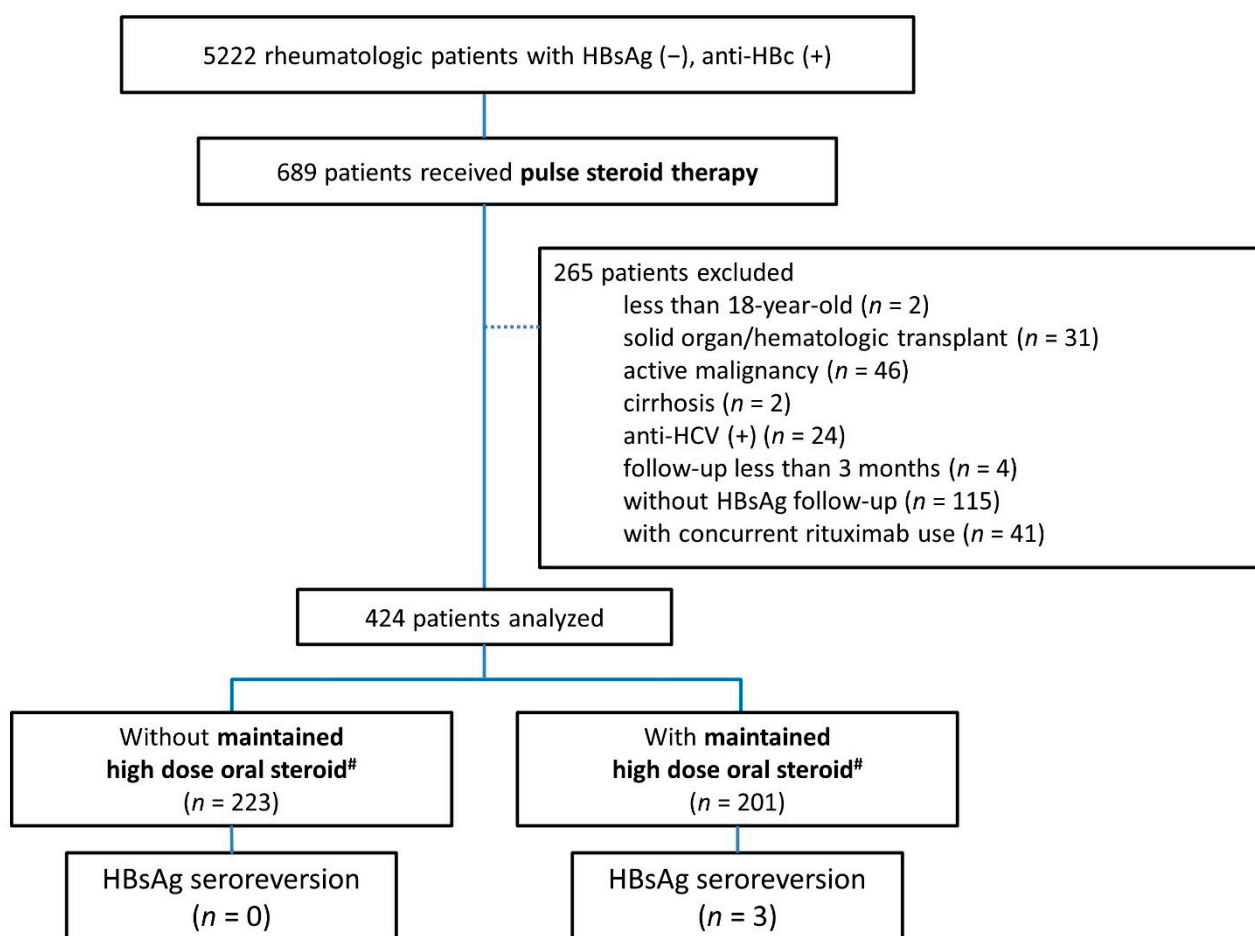 5222 rheumatologic patients with HBsAg (−), anti-HBc (+)
689 patients received pulse steroid therapy
265 patients excluded
less than 18-year-old (n = 2)
solid organ/hematologic transplant (n = 31)
active malignancy (n = 46)
cirrhosis (n = 2)
anti-HCV (+) (n = 24)
follow-up less than 3 months (n = 4)
without HBsAg follow-up (n = 115)
with concurrent rituximab use (n = 41)
424 patients analyzed
Without maintained
high dose oral steroid#
(n = 223)
With maintained
high dose oral steroid#
(n = 201)
HBsAg seroreversion
(n = 0)
HBsAg seroreversion
(n = 3)